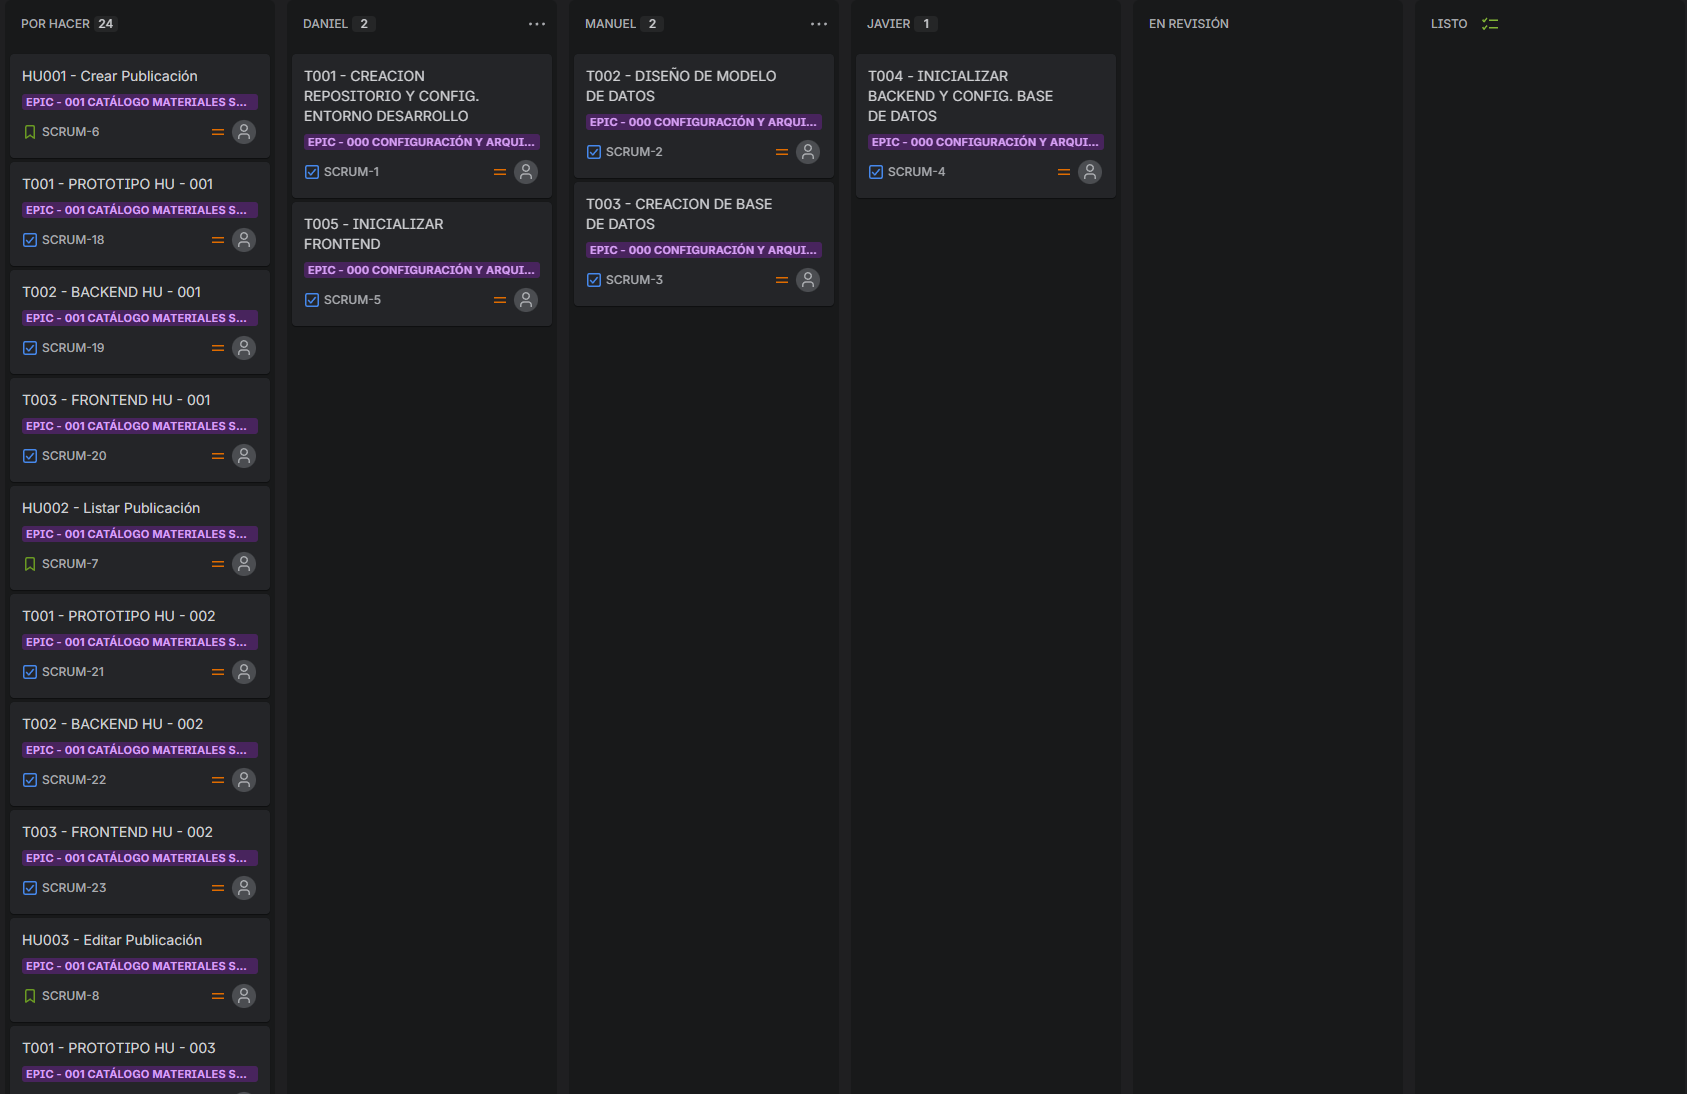 POR HACER 24
HU001 - Crear Publicación
EPIC - 001 CATÁLOGO MATERIALES S...
SCRUM-6
T001 - PROTOTIPO HU - 001
EPIC - 001 CATÁLOGO MATERIALES S...
SCRUM-18
T002 - BACKEND HU - 001
EPIC - 001 CATÁLOGO MATERIALES S...
SCRUM-19
T003 - FRONTEND HU - 001
EPIC - 001 CATÁLOGO MATERIALES S...
SCRUM-20
HU002 - Listar Publicación
EPIC - 001 CATÁLOGO MATERIALES S...
SCRUM-7
T001 - PROTOTIPO HU - 002
EPIC - 001 CATÁLOGO MATERIALES S...
SCRUM-21
T002 - BACKEND HU - 002
EPIC - 001 CATÁLOGO MATERIALES S...
SCRUM-22
T003 - FRONTEND HU - 002
EPIC - 001 CATÁLOGO MATERIALES S...
SCRUM-23
HU003 - Editar Publicación
EPIC - 001 CATÁLOGO MATERIALES S...
SCRUM-8
T001 - PROTOTIPO HU - 003
EPIC - 001 CATÁLOGO MATERIALES S...
DANIEL 2
T001 - CREACION
REPOSITORIO Y CONFIG.
ENTORNO DESARROLLO
EPIC - 000 CONFIGURACIÓN Y ARQUI...
SCRUM-1
T005 - INICIALIZAR
FRONTEND
EPIC - 000 CONFIGURACIÓN Y ARQUI...
SCRUM-5
MANUEL 2
T002 - DISEÑO DE MODELO
DE DATOS
EPIC - 000 CONFIGURACIÓN Y ARQUI...
SCRUM-2
T003 - CREACION DE BASE
DE DATOS
EPIC - 000 CONFIGURACIÓN Y ARQUI...
SCRUM-3
JAVIER 1
T004 - INICIALIZAR
BACKEND Y CONFIG. BASE
DE DATOS
EPIC - 000 CONFIGURACIÓN Y ARQUI...
SCRUM-4
EN REVISIÓN
LISTO